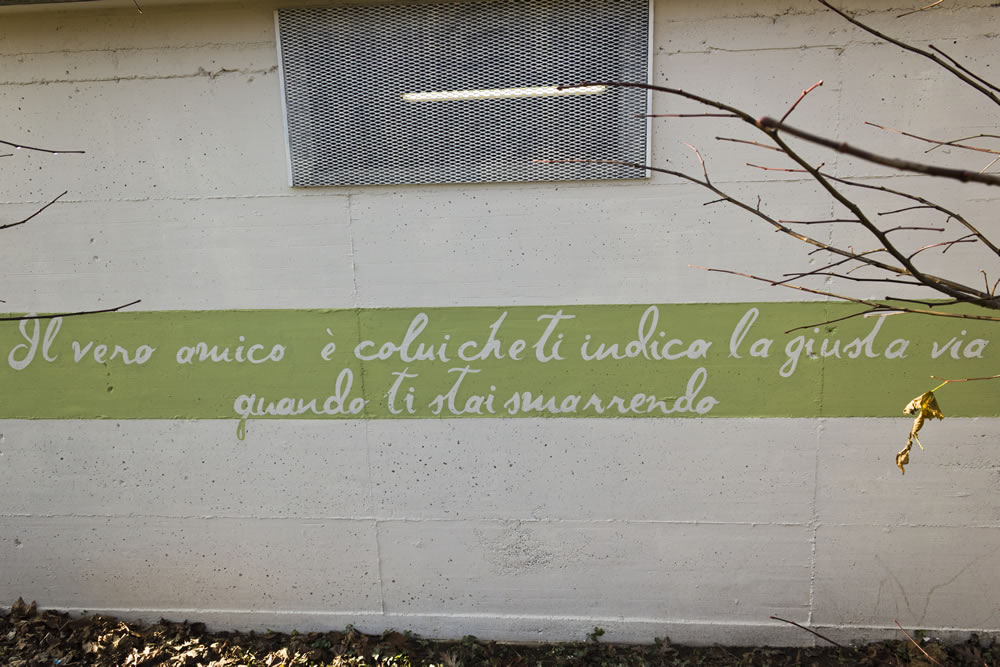 Il vero amico è colui che ti indica la giusta via
quando ti stai smarrendo